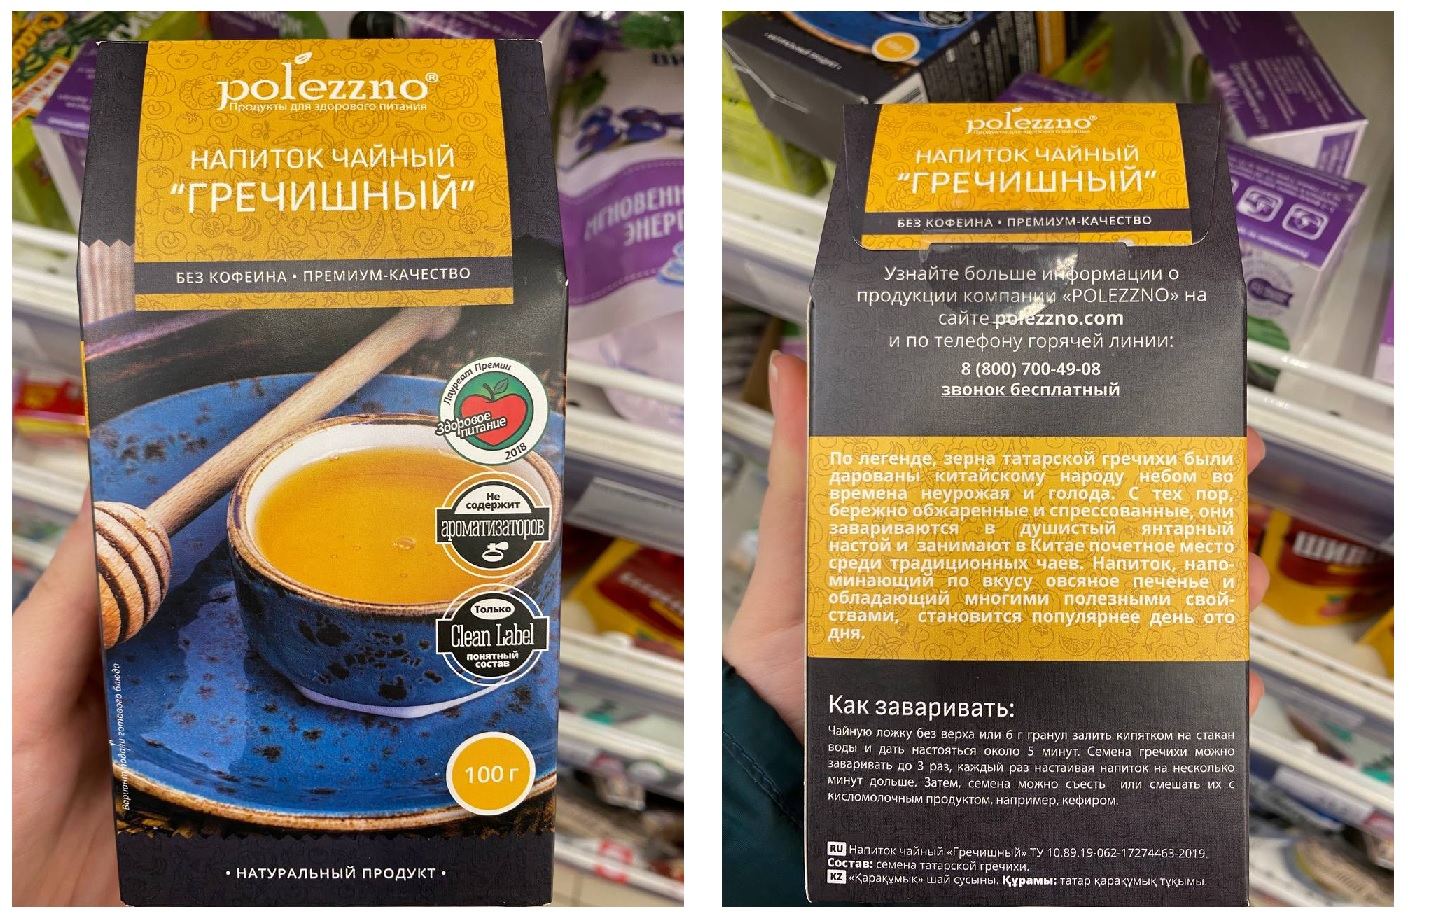 polezzno®
Продукты для здорового питания
НАПИТОК ЧАЙНЫЙ
“ГРЕЧИШНЫЙ”
БЕЗ КОФЕИНА • ПРЕМИУМ-КАЧЕСТВО
Лауреат Премии
Здоровое
питание
2018
Не
содержит
ароматизаторов
Только
Clean Label
понятный
состав
100 г
Вариант подачи готового блюда
• НАТУРАЛЬНЫЙ ПРОДУКТ •
polezzno®
Продукты для здорового питания
НАПИТОК ЧАЙНЫЙ
“ГРЕЧИШНЫЙ”
БЕЗ КОФЕИНА • ПРЕМИУМ-КАЧЕСТВО
Узнайте больше информации о
продукции компании «POLEZZNO» на
сайте polezzno.com
и по телефону горячей линии:
8 (800) 700-49-08
звонок бесплатный
По легенде, зерна татарской гречихи были
дарованы китайскому народу небом во
времена неурожая и голода. С тех пор,
бережно обжаренные и спрессованные, они
завариваются в душистый янтарный
настой и занимают в Китае почетное место
среди традиционных чаев. Напиток, напо-
минающий по вкусу овсяное печенье и
обладающий многими полезными свой-
ствами, становится популярнее день ото
дня.
Как заваривать:
Чайную ложку без верха или 6 г гранул залить кипятком на стакан
воды и дать настояться около 5 минут. Семена гречихи можно
заваривать до 3 раз, каждый раз настаивая напиток на несколько
минут дольше. Затем, семена можно съесть или смешать их с
кисломолочным продуктом, например, кефиром.
RU Напиток чайный «Гречишный» ТУ 10.89.19-062-17274463-2019.
Состав: семена татарской гречихи.
KZ «Қарақұмық» шай сусыны. Құрамы: татар қарақұмық тұқымы.